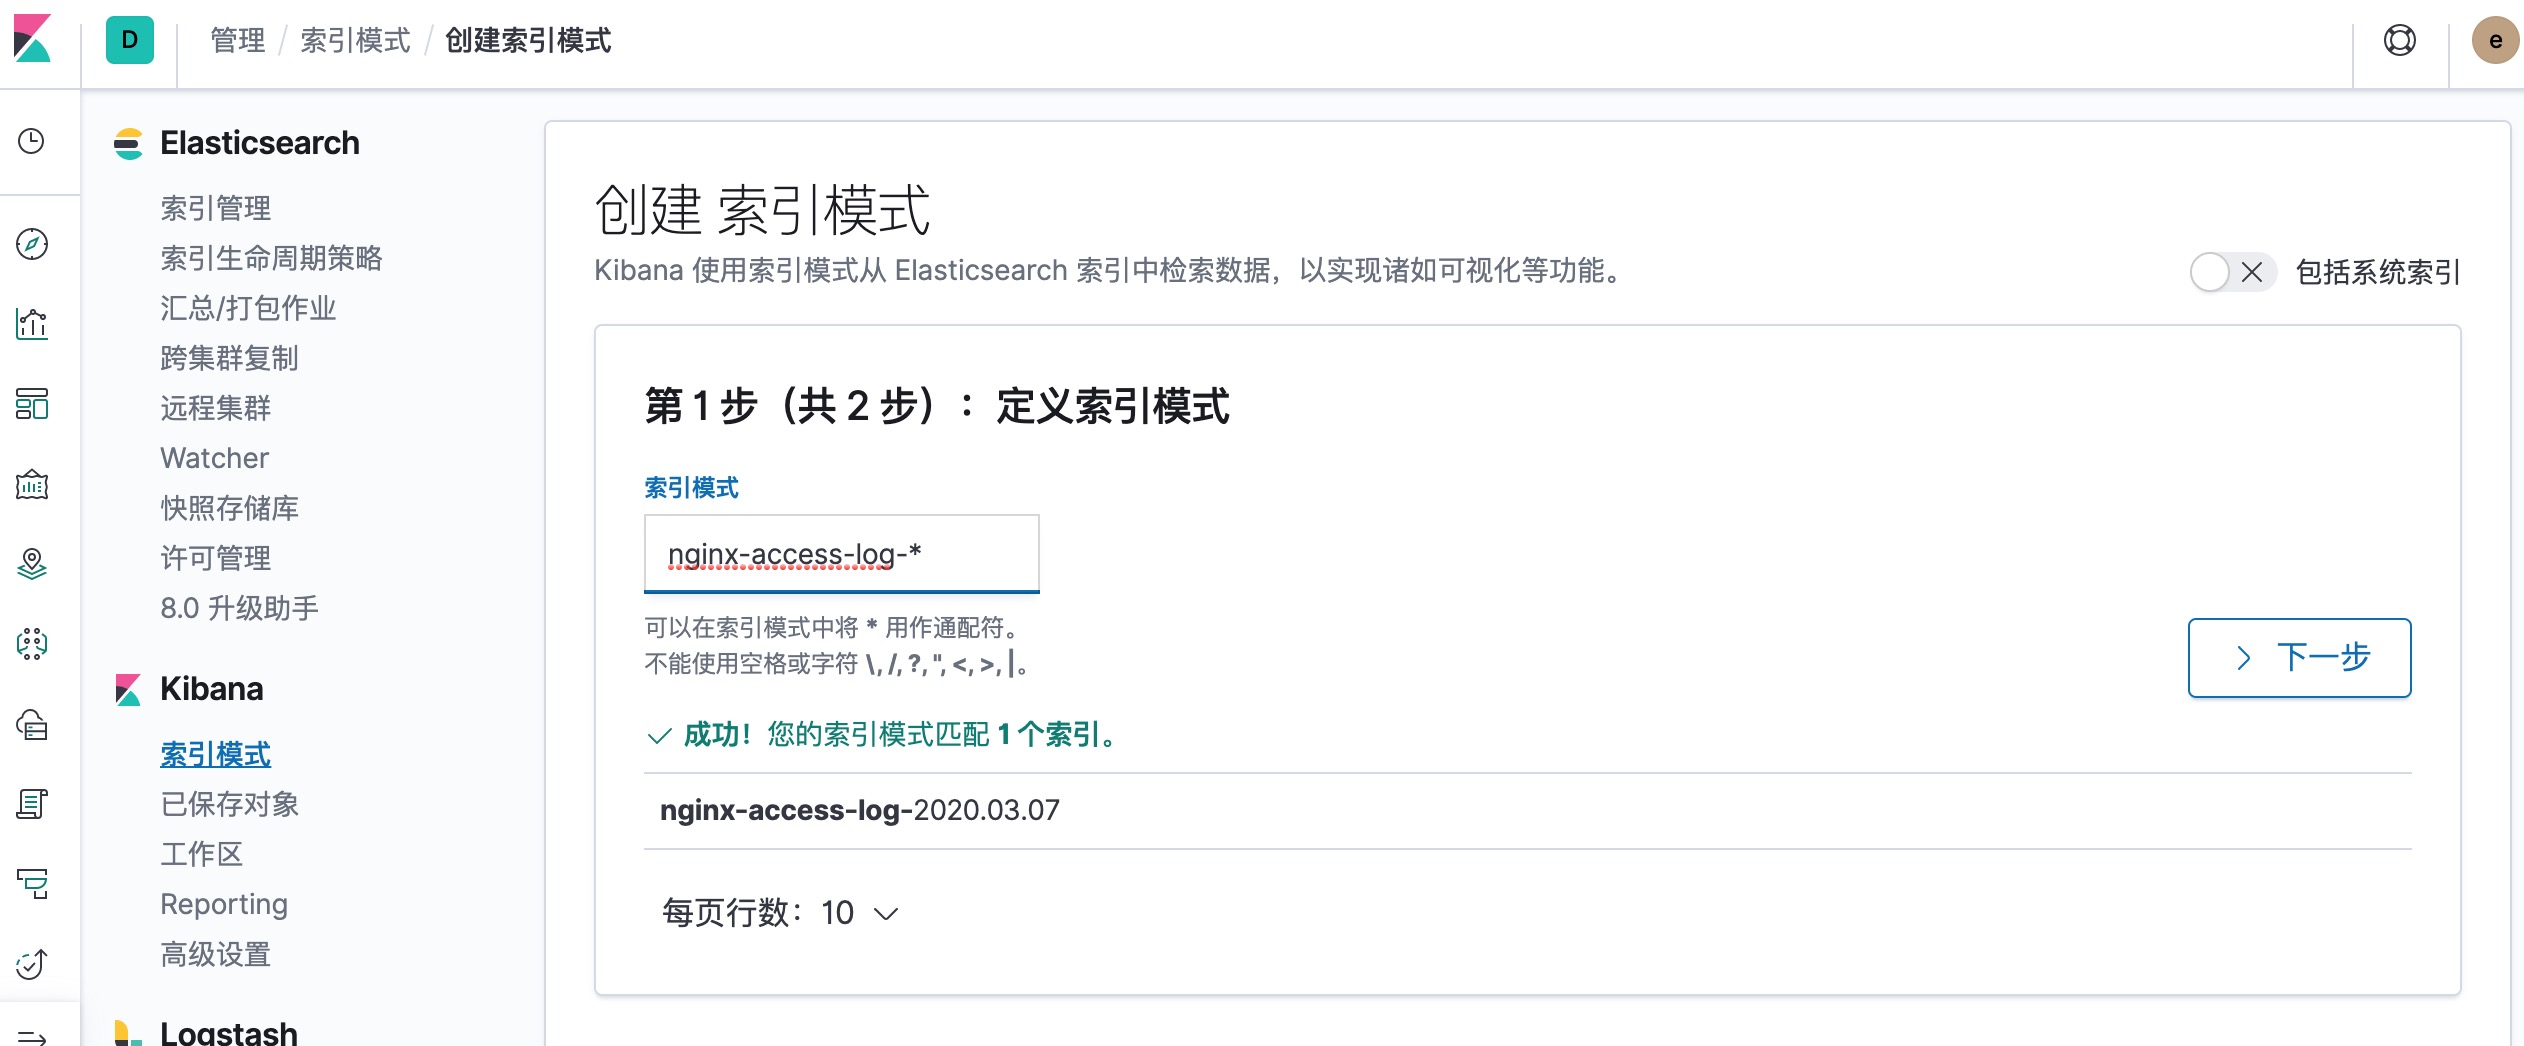 D
管理 / 索引模式 / 创建索引模式
e
Elasticsearch
索引管理
索引生命周期策略
汇总/打包作业
跨集群复制
远程集群
Watcher
快照存储库
许可管理
8.0 升级助手
Kibana
索引模式
已保存对象
工作区
Reporting
高级设置
Logstash
创建 索引模式
Kibana 使用索引模式从 Elasticsearch 索引中检索数据，以实现诸如可视化等功能。
包括系统索引
第 1 步（共 2 步）：定义索引模式
索引模式
nginx-access-log-*
可以在索引模式中将 * 用作通配符。
不能使用空格或字符 \, /, ?, ", <, >, |。
下一步
成功！您的索引模式匹配 1 个索引。
nginx-access-log-2020.03.07
每页行数：10